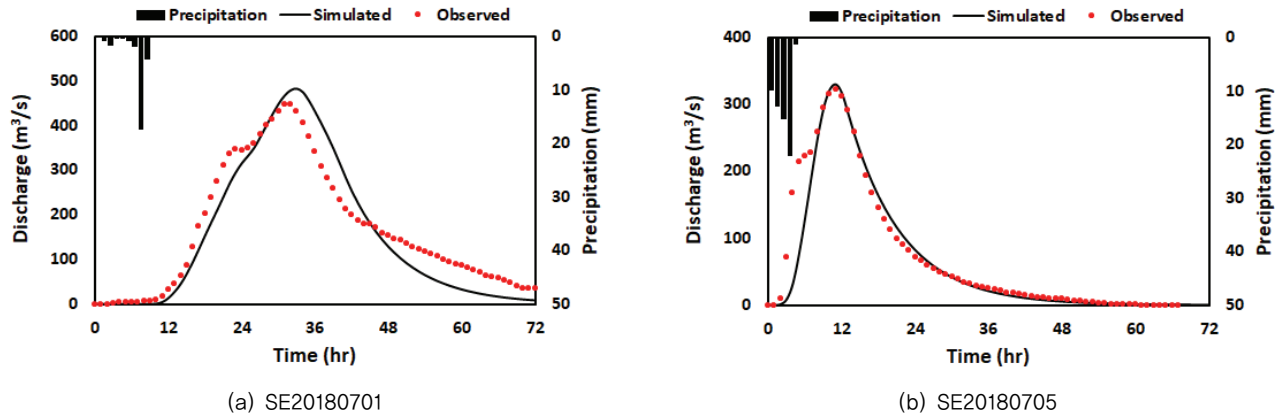 Precipitation Simulated Observed
600
500
400
300
200
100
0
0
10
20
30
40
50
0 12 24 36 48 60 72
Discharge (m³/s)
Precipitation (mm)
Time (hr)
(a) SE20180701
Precipitation Simulated Observed
400
300
200
100
0
0
10
20
30
40
50
0 12 24 36 48 60 72
Discharge (m³/s)
Precipitation (mm)
Time (hr)
(b) SE20180705